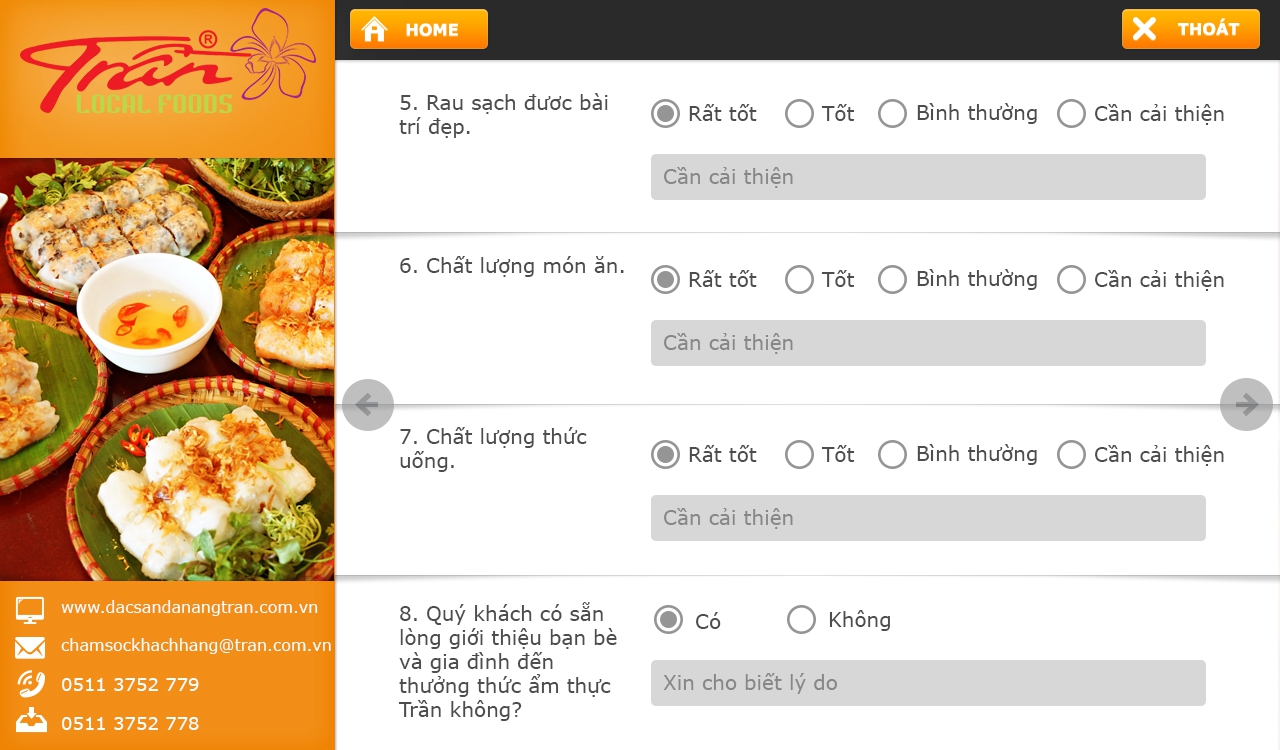 Trần®
LOCAL FOODS
HOME
THOÁT
5. Rau sạch đươc bài
trí đẹp.
Rất tốt
Tốt
Bình thường
Cần cải thiện
Cần cải thiện
6. Chất lượng món ăn.
Rất tốt
Tốt
Bình thường
Cần cải thiện
Cần cải thiện
7. Chất lượng thức
uống.
Rất tốt
Tốt
Bình thường
Cần cải thiện
Cần cải thiện
8. Quý khách có sẵn
lòng giới thiệu bạn bè
và gia đình đến
thưởng thức ẩm thực
Trần không?
Có
Không
Xin cho biết lý do
www.dacsandanangtran.com.vn
chamsockhachhang@tran.com.vn
0511 3752 779
0511 3752 778